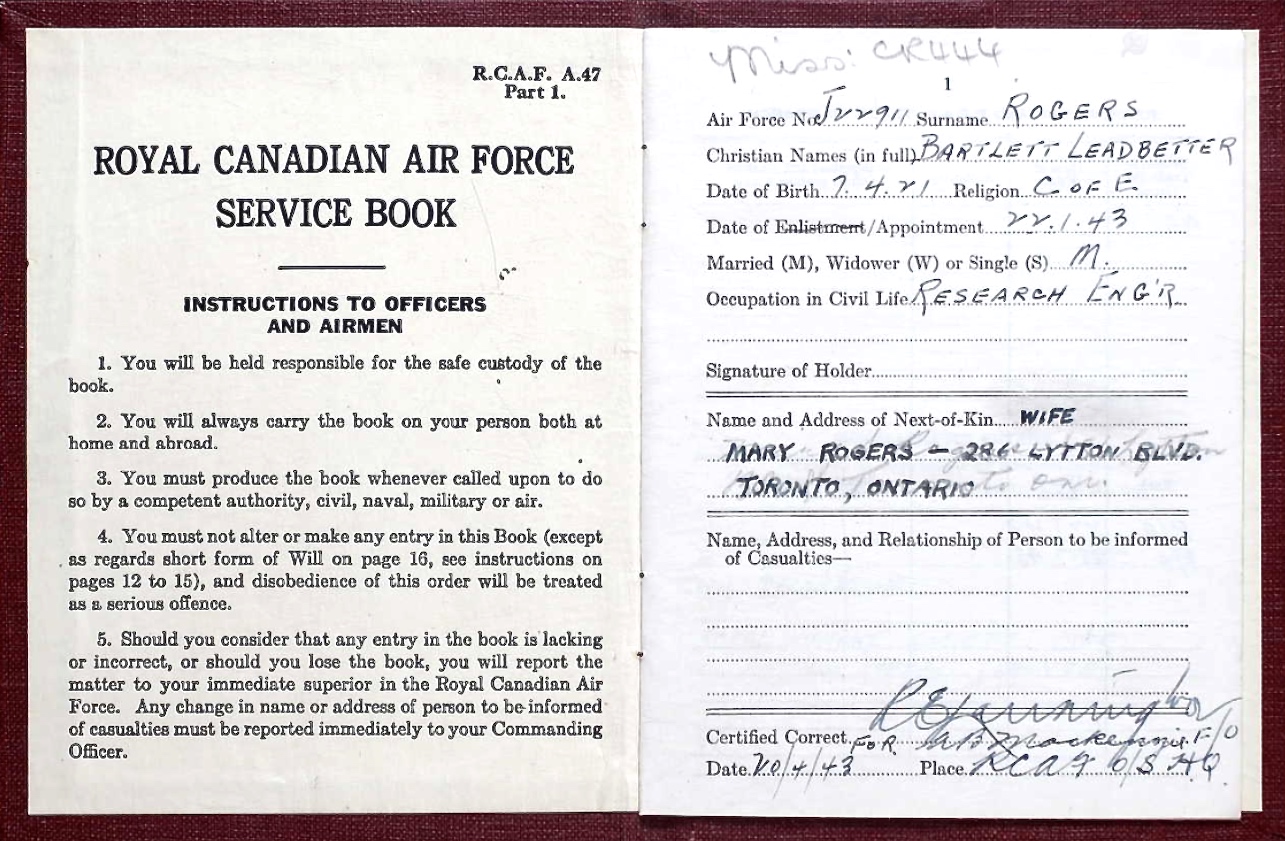 R.C.A.F. A.47
Part 1.
ROYAL CANADIAN AIR FORCE
SERVICE BOOK
INSTRUCTIONS TO OFFICERS
AND AIRMEN
1. You will be held responsible for the safe custody of the
book.
2. You will always carry the book on your person both at
home and abroad.
3. You must produce the book whenever called upon to do
so by a competent authority, civil, naval, military or air.
4. You must not alter or make any entry in this Book (except
as regards short form of Will on page 16, see instructions on
pages 12 to 15), and disobedience of this order will be treated
as a serious offence.
5. Should you consider that any entry in the book is lacking
or incorrect, or should you lose the book, you will report the
matter to your immediate superior in the Royal Canadian Air
Force. Any change in name or address of person to be informed
of casualties must be reported immediately to your Commanding
Officer.
Miss: CR444
1
Air Force No. J22911 Surname ROGERS
Christian Names (in full) BARTLETT LEADBETTER
Date of Birth 7.4.21 Religion C OF E.
Date of Enlistment/Appointment 22.1.43
Married (M), Widower (W) or Single (S) M.
Occupation in Civil Life RESEARCH ENG'R
Signature of Holder
Name and Address of Next-of-Kin WIFE
MARY ROGERS - 286 LYTTON BLVD.
TORONTO, ONTARIO
Name, Address, and Relationship of Person to be informed
of Casualties—
Certified Correct FOR F/O
Date 20/4/43 Place RCAF O/S HQ